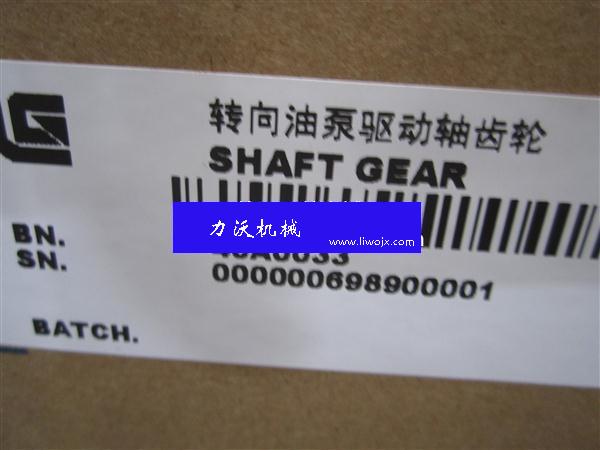 转向油泵驱动轴齿轮
SHAFT GEAR
力沃机械
www.liwojx.com
BN.
SN.
000000698900001
BATCH.